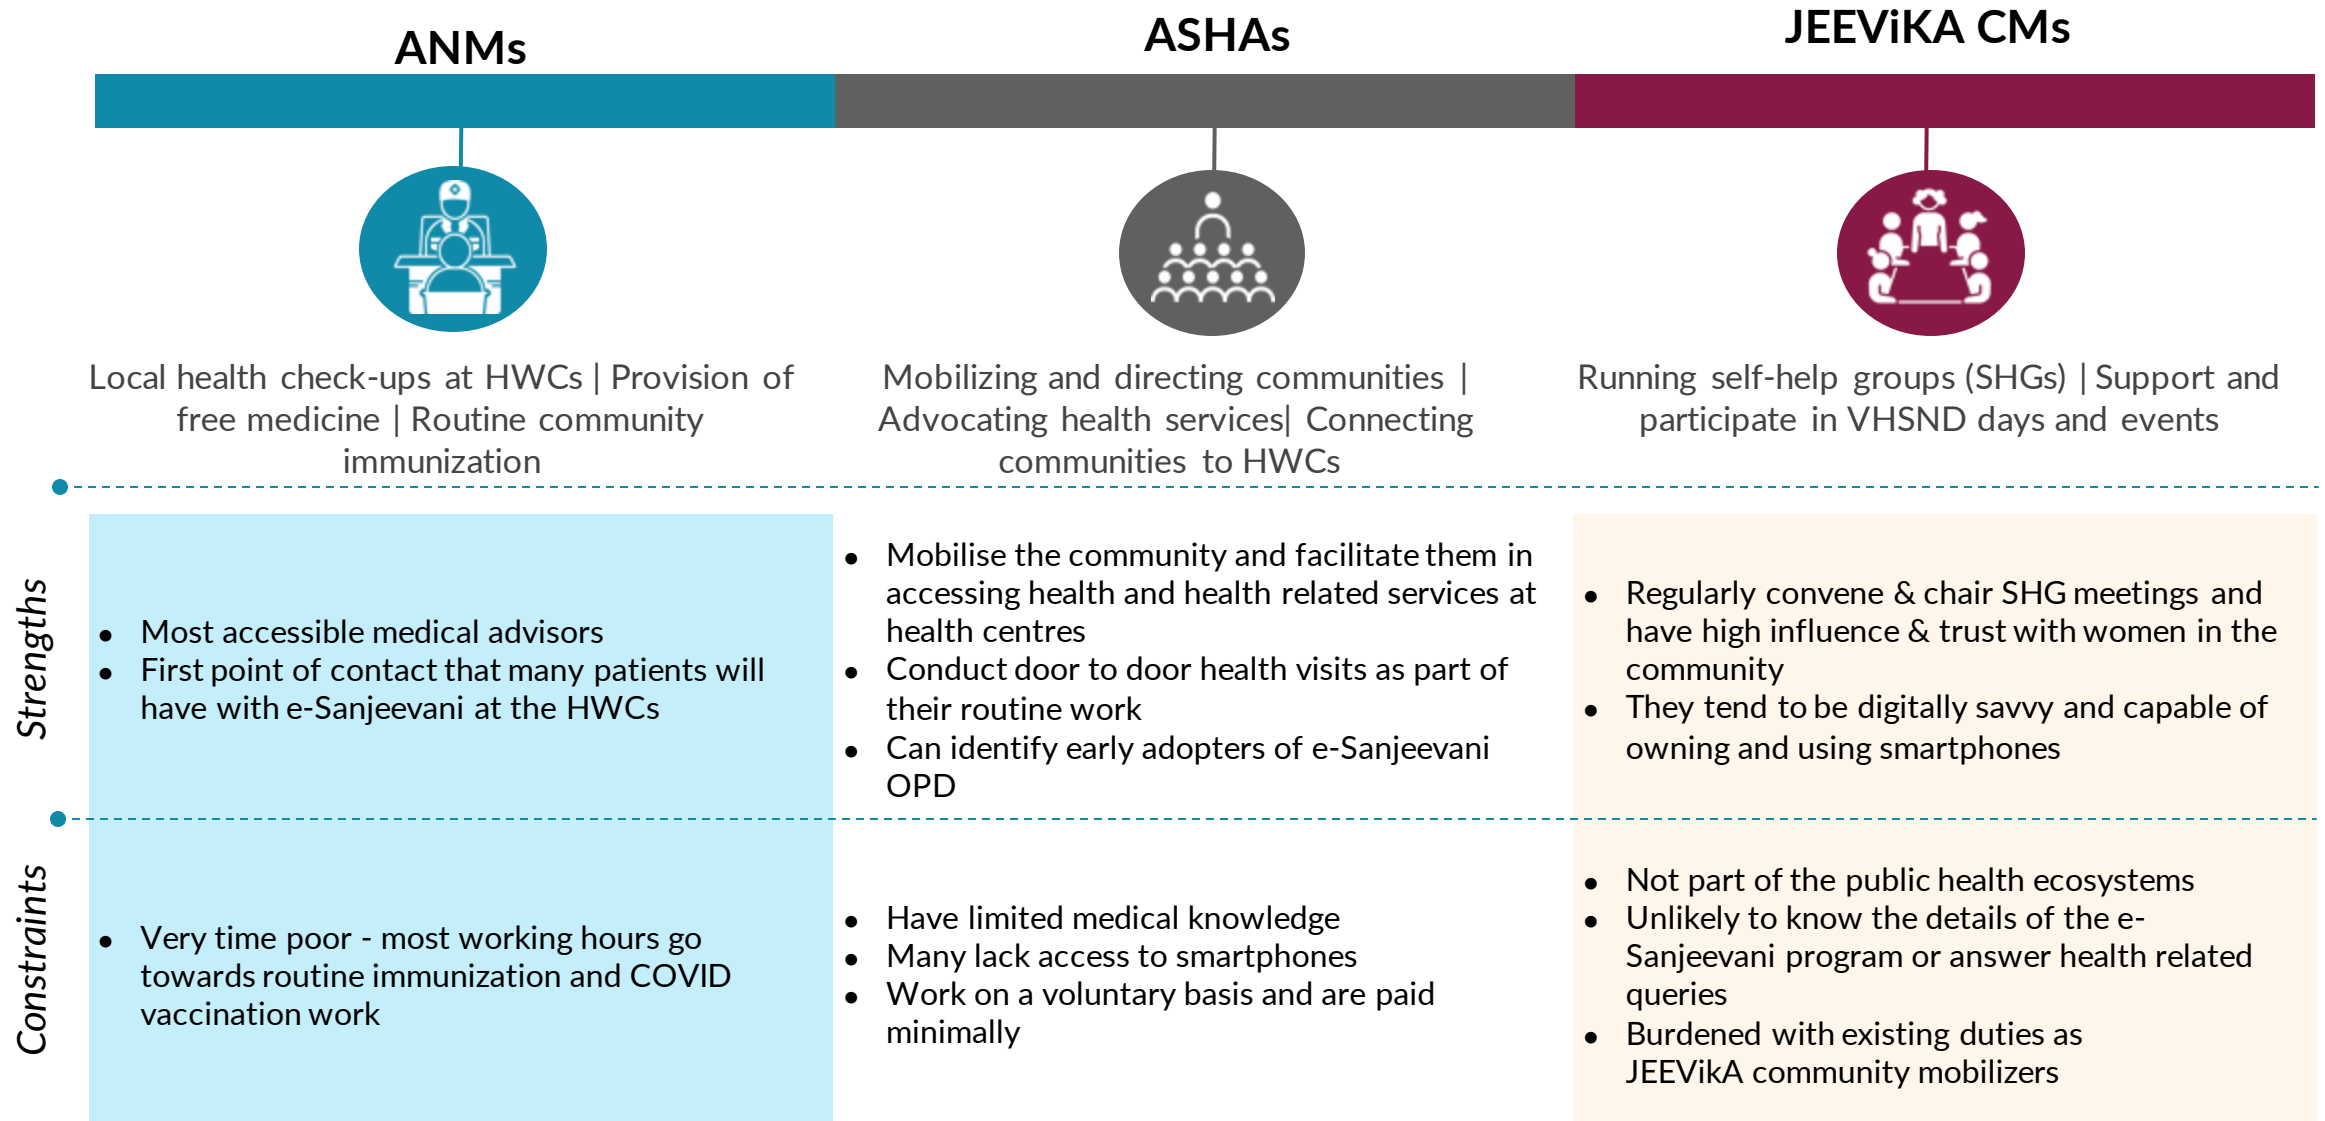 ANMs
ASHAs
JEEViKA CMs
Local health check-ups at HWCs | Provision of
free medicine | Routine community
immunization
Mobilizing and directing communities |
Advocating health services| Connecting
communities to HWCs
Running self-help groups (SHGs) | Support and
participate in VHSND days and events
Strengths
● Most accessible medical advisors
● First point of contact that many patients will
have with e-Sanjeevani at the HWCs
● Mobilise the community and facilitate them in
accessing health and health related services at
health centres
● Conduct door to door health visits as part of
their routine work
● Can identify early adopters of e-Sanjeevani
OPD
● Regularly convene & chair SHG meetings and
have high influence & trust with women in the
community
● They tend to be digitally savvy and capable of
owning and using smartphones
Constraints
● Very time poor - most working hours go
towards routine immunization and COVID
vaccination work
● Have limited medical knowledge
● Many lack access to smartphones
● Work on a voluntary basis and are paid
minimally
● Not part of the public health ecosystems
● Unlikely to know the details of the e-
Sanjeevani program or answer health related
queries
● Burdened with existing duties as
JEEVikA community mobilizers